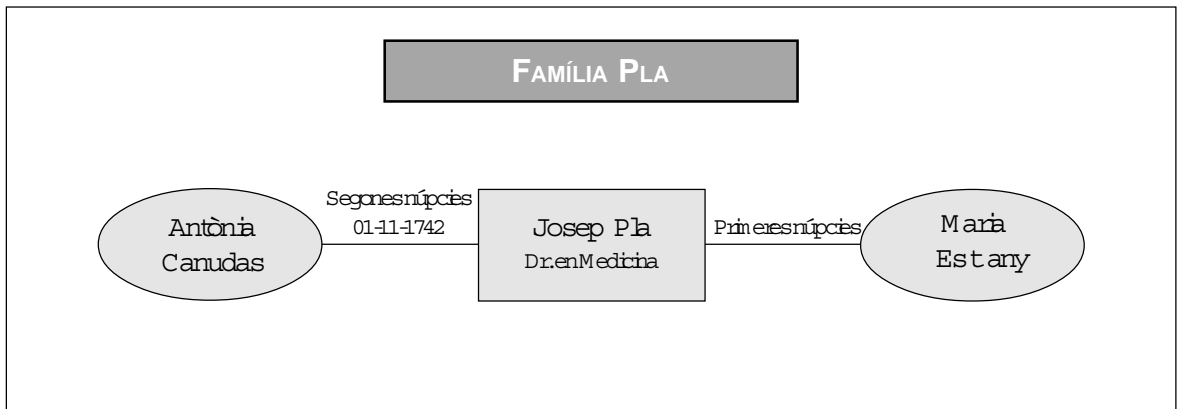 FAMÍLIA PLA
Antònia
Canudas
Segones núpcies
01-11-1742
Josep Pla
Dr. en Medicina
Primeres núpcies
Maria
Estany